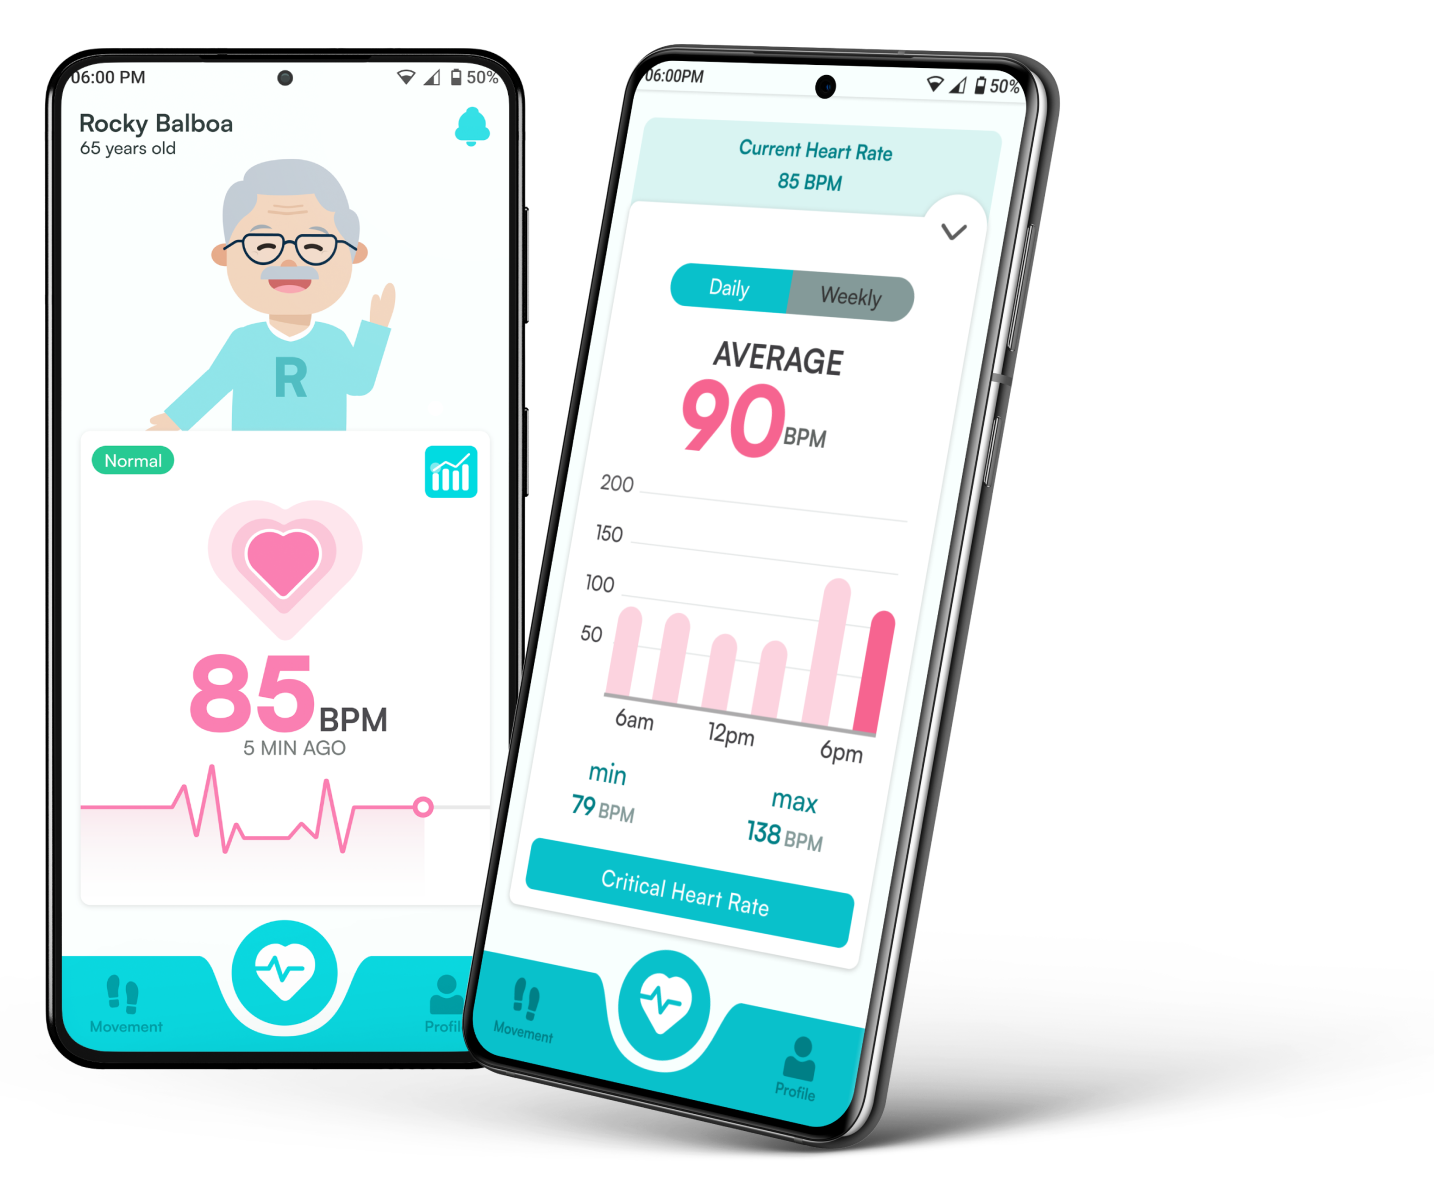 06:00 PM
50%
Rocky Balboa
65 years old
R
Normal
85 BPM
5 MIN AGO
Movement
Profile
06:00PM
50%
Current Heart Rate
85 BPM
Daily
Weekly
AVERAGE
90 BPM
200
150
100
50
6am
12pm
6pm
min
max
79 BPM
138 BPM
Critical Heart Rate
Movement
Profile